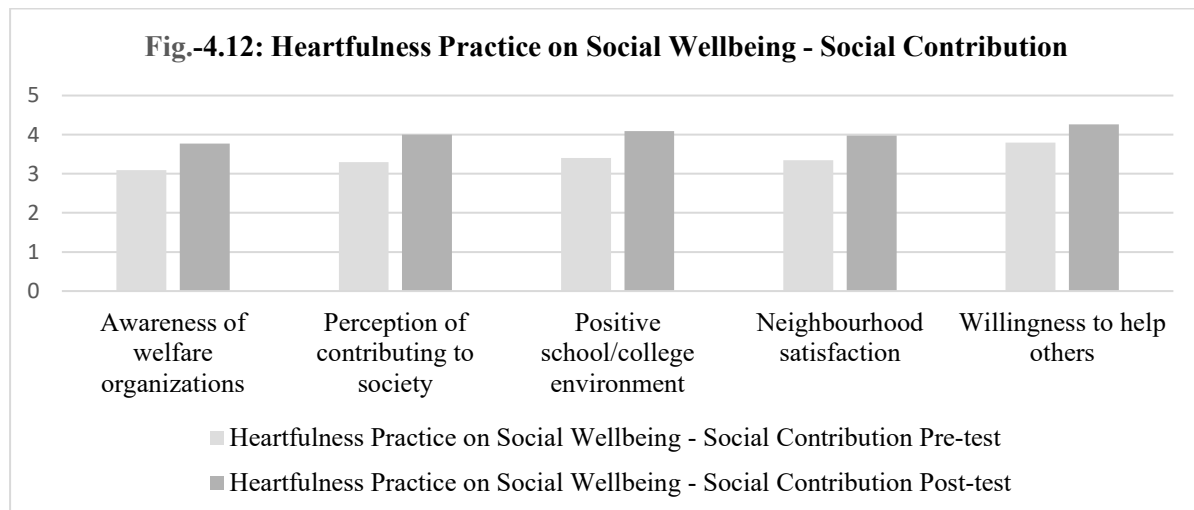 Fig.-4.12: Heartfulness Practice on Social Wellbeing - Social Contribution
5
4
3
2
1
0
Awareness of
welfare
organizations
Perception of
contributing to
society
Positive
school/college
environment
Neighbourhood
satisfaction
Willingness to help
others
Heartfulness Practice on Social Wellbeing - Social Contribution Pre-test
Heartfulness Practice on Social Wellbeing - Social Contribution Post-test